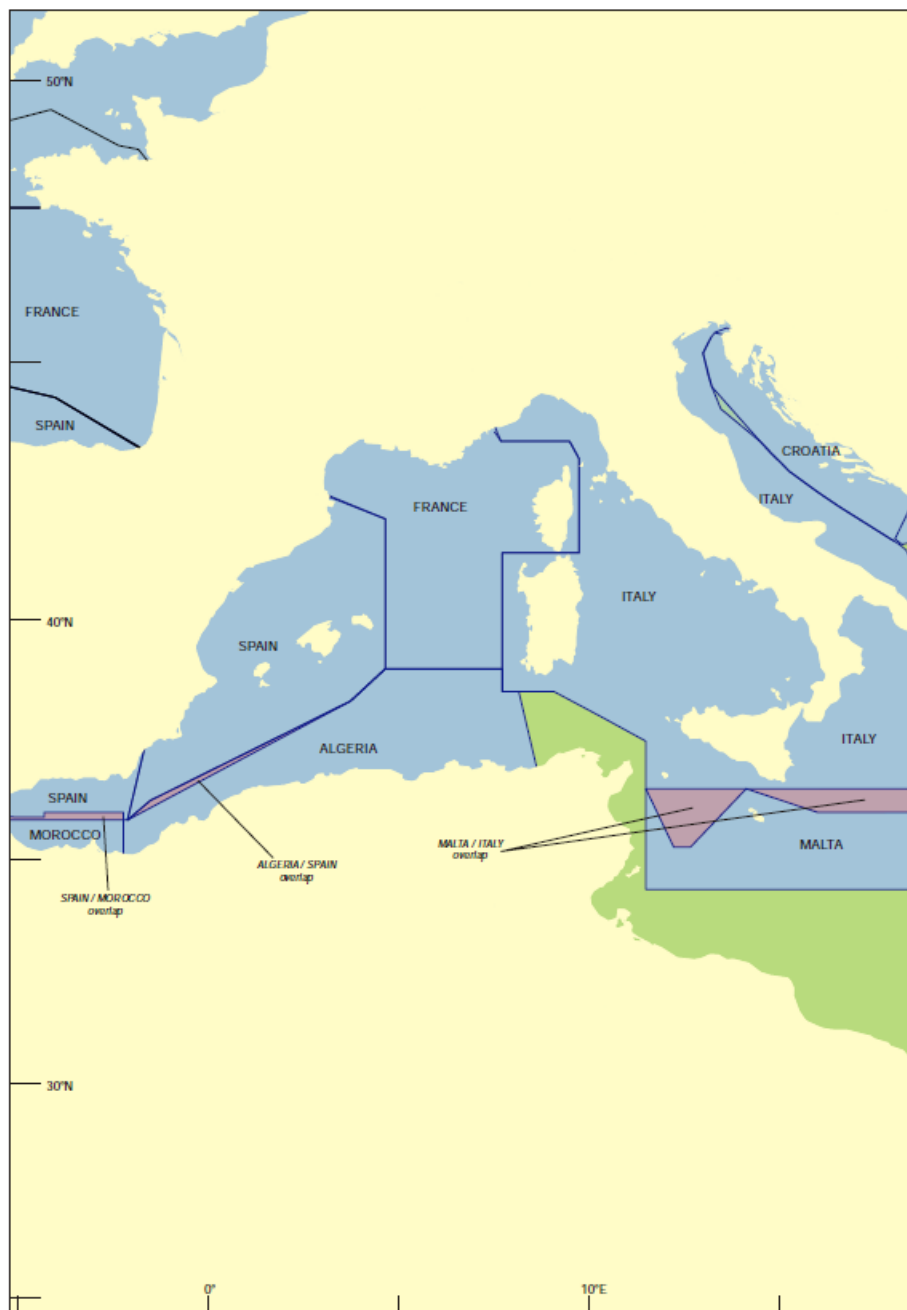 50°N
FRANCE
SPAIN
CROATIA
ITALY
FRANCE
ITALY
40°N
SPAIN
ITALY
ALGERIA
SPAIN
MOROCCO
MALTA / ITALY
overlap
MALTA
ALGERIA / SPAIN
overlap
SPAIN / MOROCCO
overlap
30°N
0°
10°E